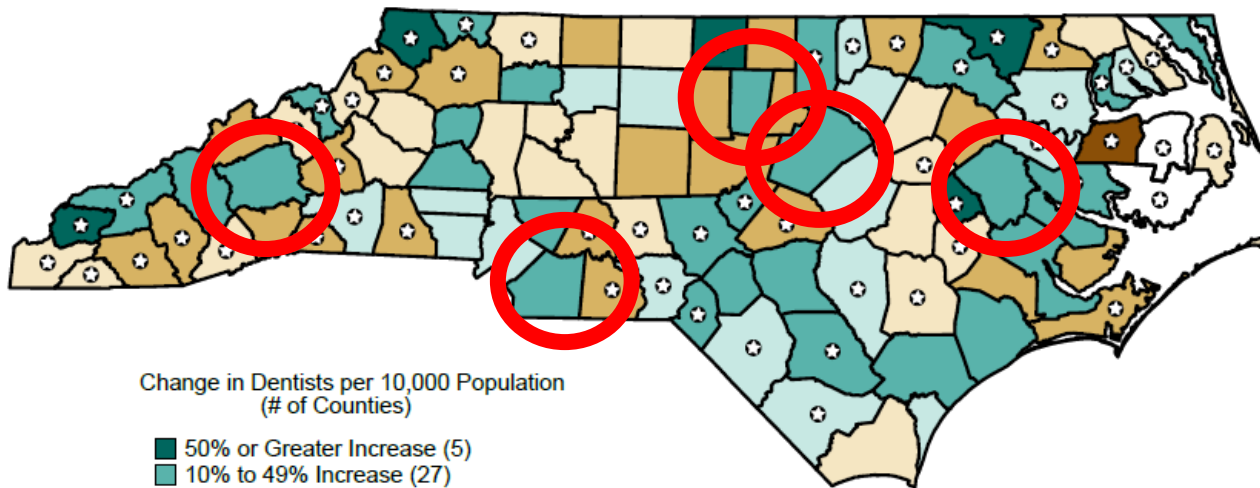 Change in Dentists per 10,000 Population
(# of Counties)
50% or Greater Increase (5)
10% to 49% Increase (27)